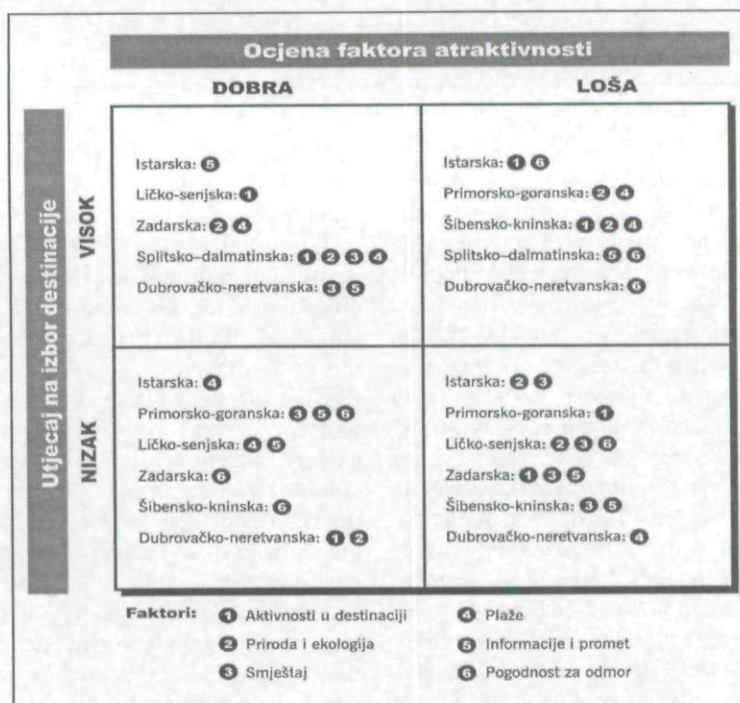 Ocjena faktora atraktivnosti
DOBRA
LOŠA
Utjecaj na izbor destinacije
VISOK
Istarska: 5
Ličko-senjska: 1
Zadarska: 2 4
Splitsko–dalmatinska: 1 2 3 4
Dubrovačko-neretvanska: 3 5
Istarska: 1 6
Primorsko-goranska: 2 4
Šibensko-kninska: 1 2 4
Splitsko–dalmatinska: 5 6
Dubrovačko-neretvanska: 6
NIZAK
Istarska: 4
Primorsko-goranska: 3 5 6
Ličko-senjska: 4 5
Zadarska: 6
Šibensko-kninska: 6
Dubrovačko-neretvanska: 1 2
Istarska: 2 3
Primorsko-goranska: 1
Ličko-senjska: 2 3 6
Zadarska: 1 3 5
Šibensko-kninska: 3 5
Dubrovačko-neretvanska: 4
Faktori:
1 Aktivnosti u destinaciji
2 Priroda i ekologija
3 Smještaj
4 Plaže
5 Informacije i promet
6 Pogodnost za odmor